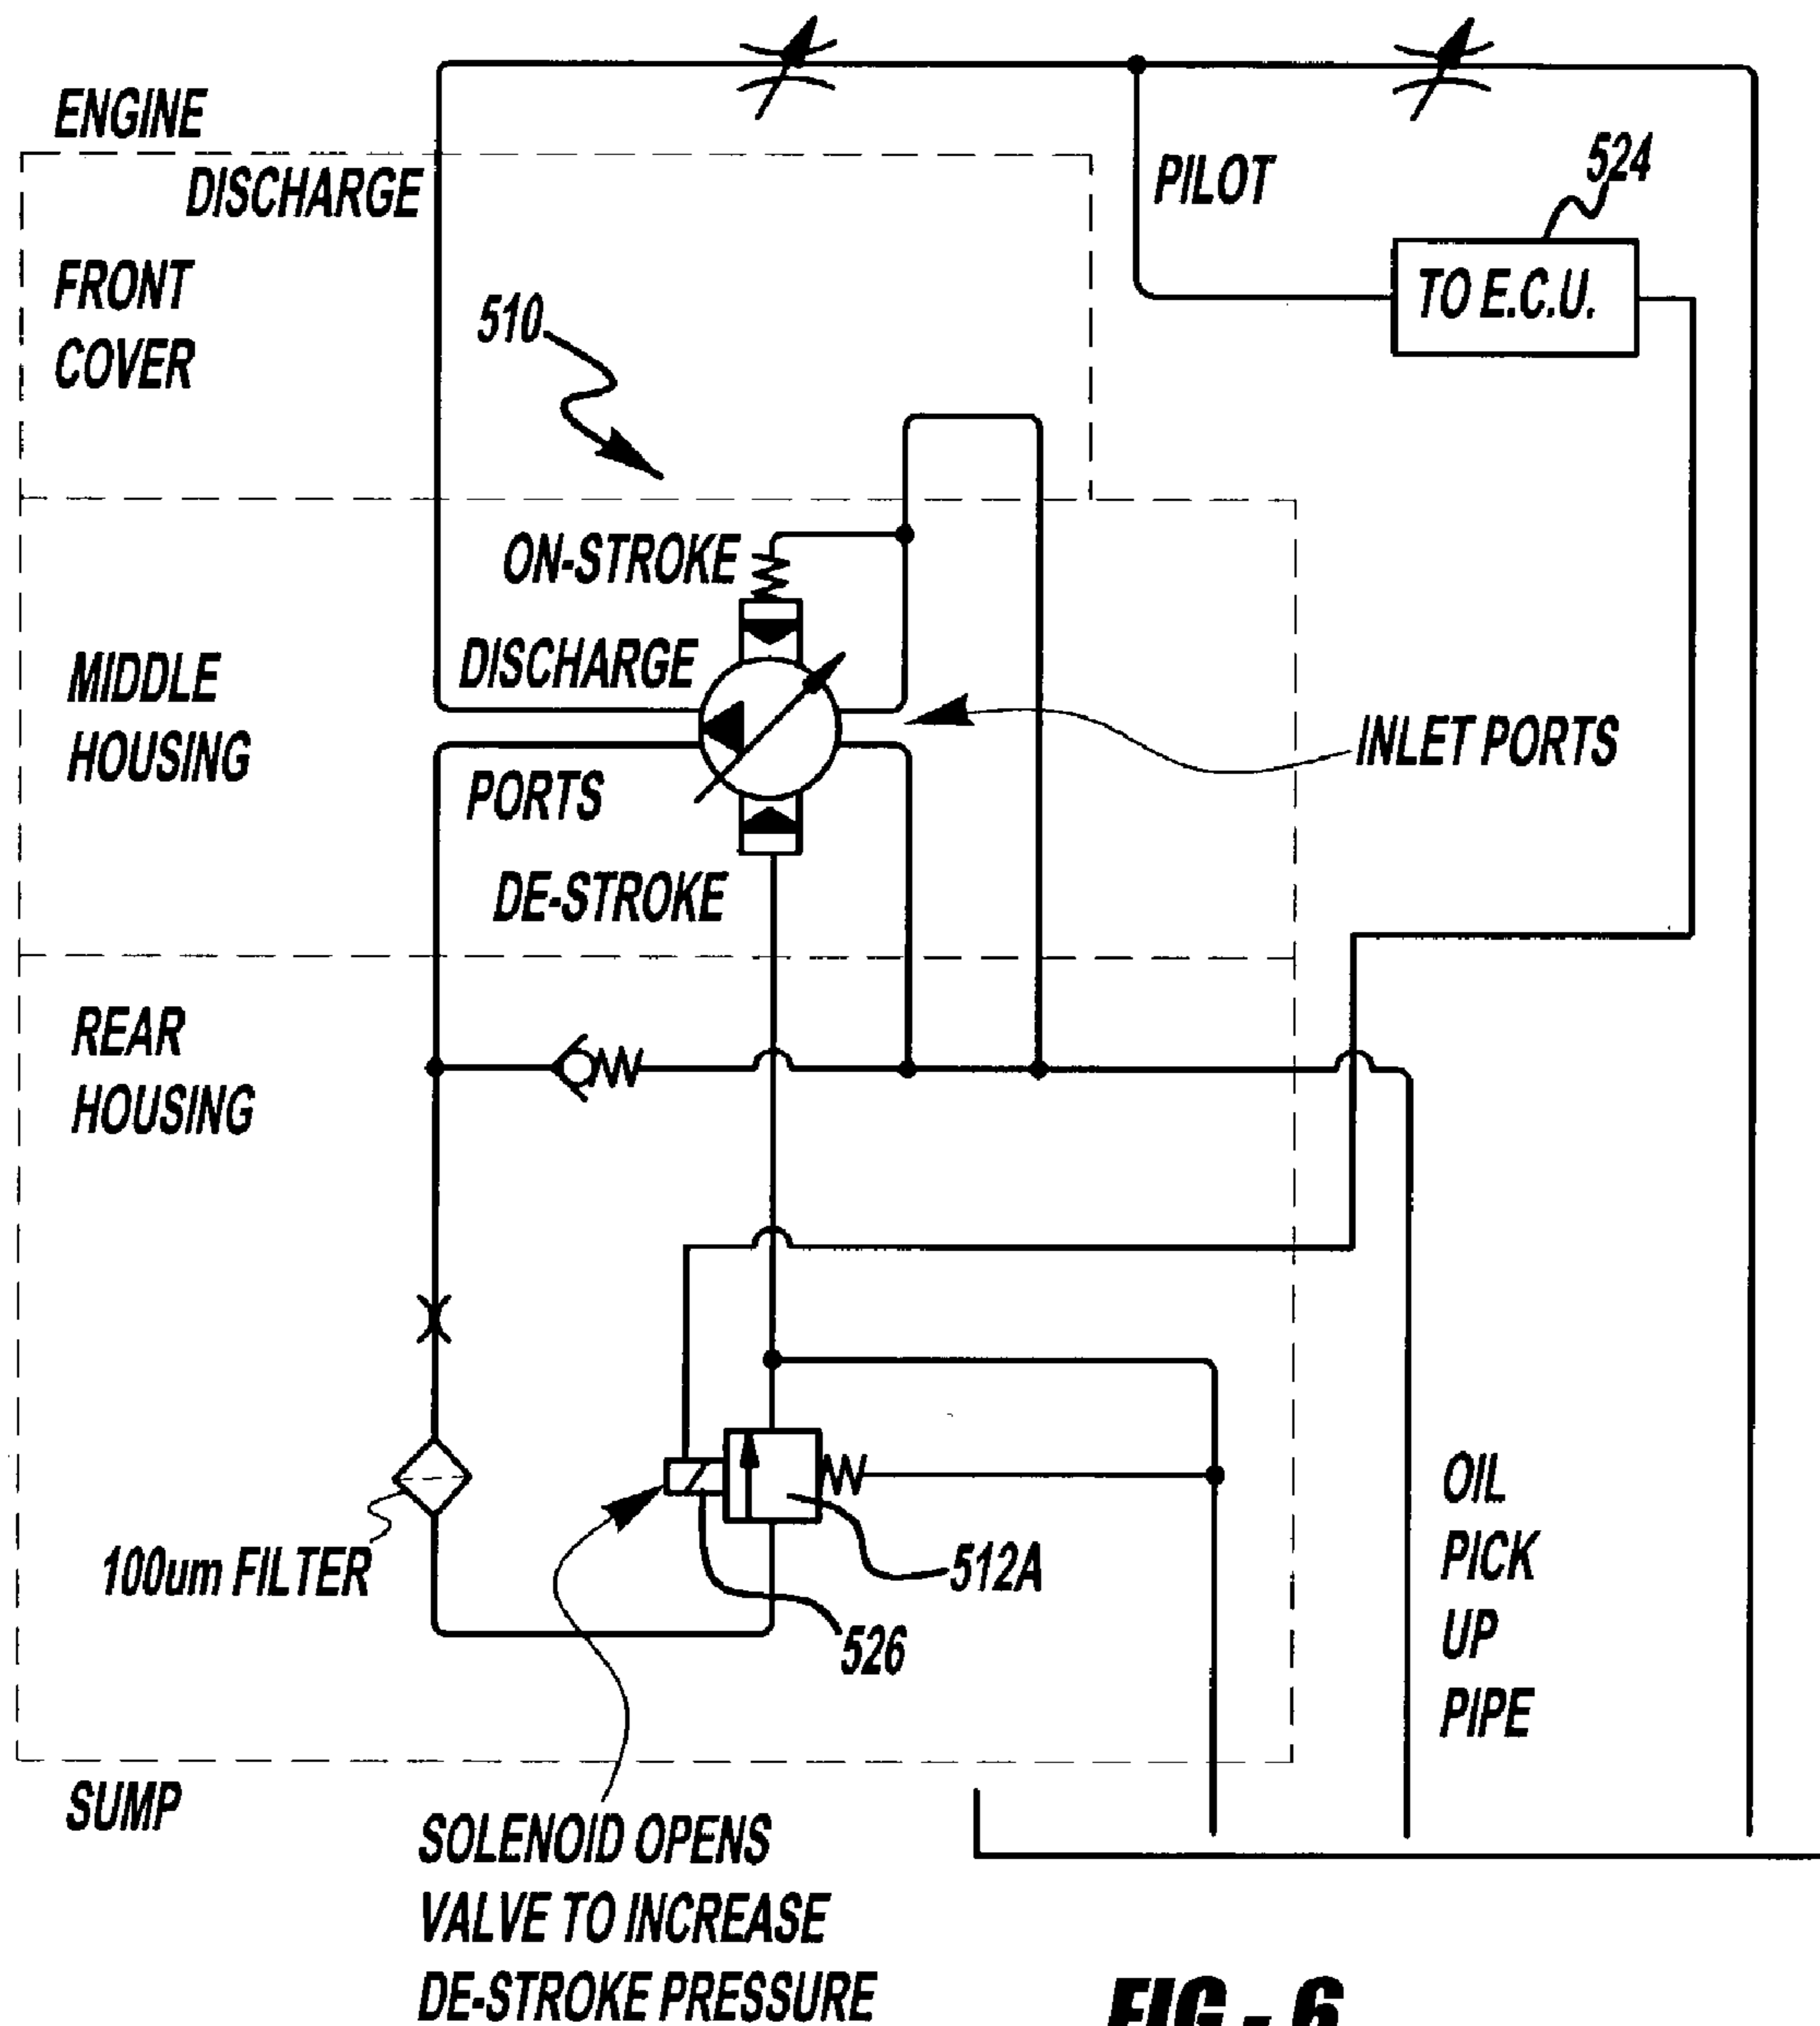 ENGINE
DISCHARGE
PILOT
524
FRONT
COVER
TO E.C.U.
510
ON-STROKE
DISCHARGE
MIDDLE
HOUSING
INLET PORTS
PORTS
DE-STROKE
REAR
HOUSING
OIL
PICK
UP
PIPE
100um FILTER
512A
526
SUMP
SOLENOID OPENS
VALVE TO INCREASE
DE-STROKE PRESSURE
FIG - 6